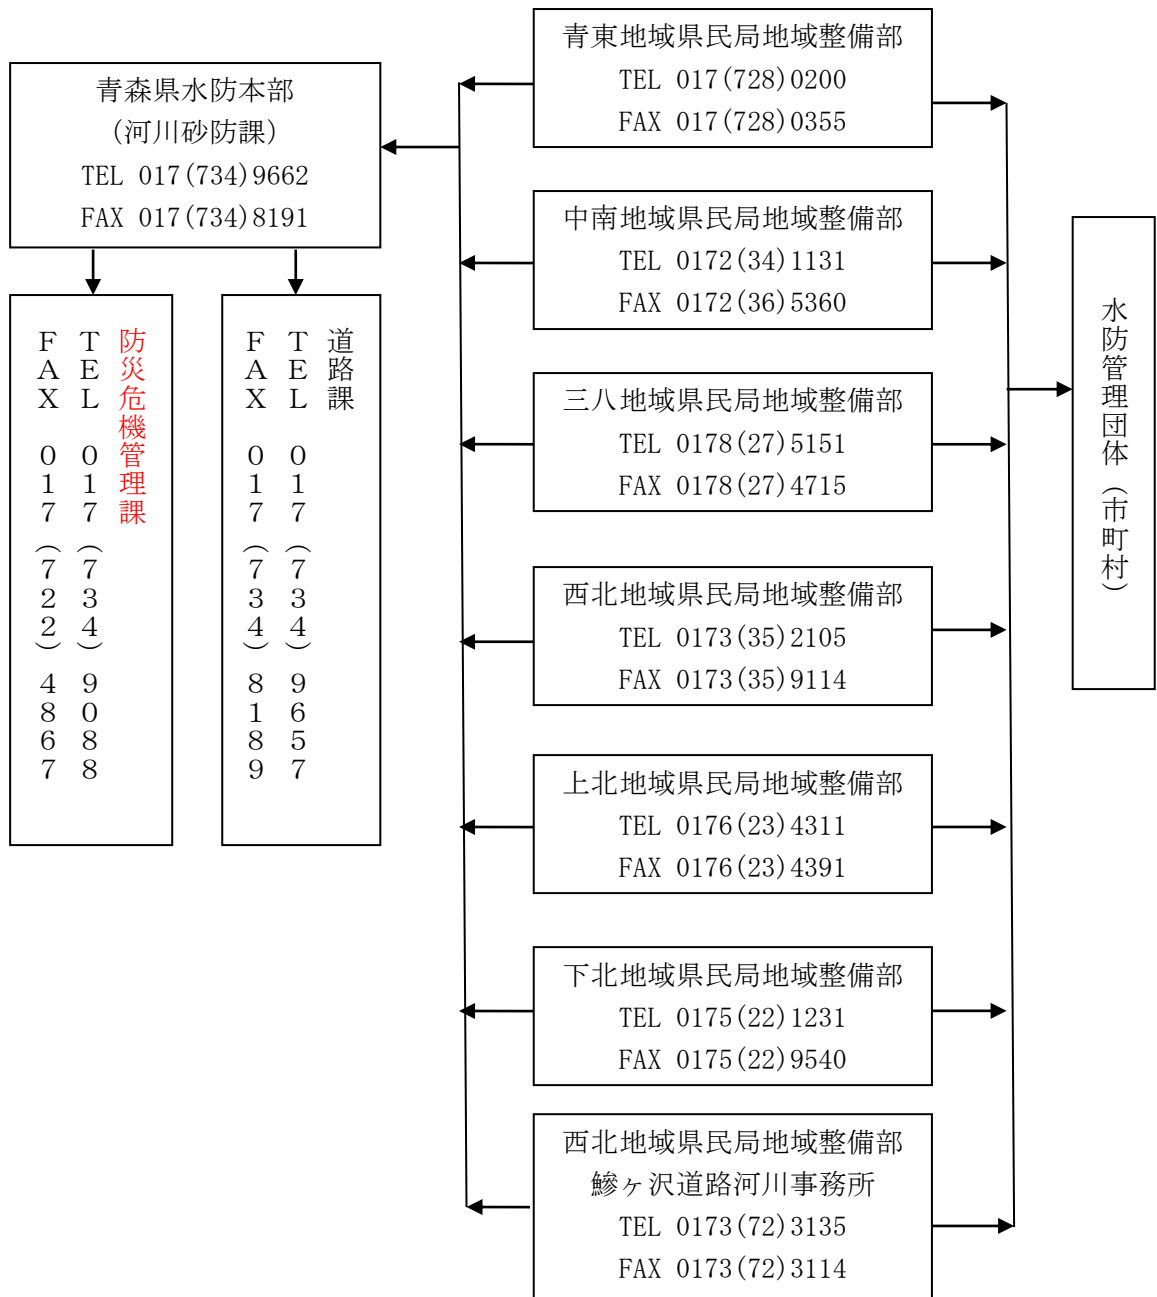 青森県水防本部
（河川砂防課）
TEL 017(734)9662
FAX 017(734)8191
防災危機管理課
ＴＥＬ　０１７（７３４）９０８８
ＦＡＸ　０１７（７２２）４８６７
道路課
ＴＥＬ　０１７（７３４）９６５７
ＦＡＸ　０１７（７３４）８１８９
青東地域県民局地域整備部
TEL 017(728)0200
FAX 017(728)0355
中南地域県民局地域整備部
TEL 0172(34)1131
FAX 0172(36)5360
三八地域県民局地域整備部
TEL 0178(27)5151
FAX 0178(27)4715
西北地域県民局地域整備部
TEL 0173(35)2105
FAX 0173(35)9114
上北地域県民局地域整備部
TEL 0176(23)4311
FAX 0176(23)4391
下北地域県民局地域整備部
TEL 0175(22)1231
FAX 0175(22)9540
西北地域県民局地域整備部
鰺ヶ沢道路河川事務所
TEL 0173(72)3135
FAX 0173(72)3114
水防管理団体（市町村）